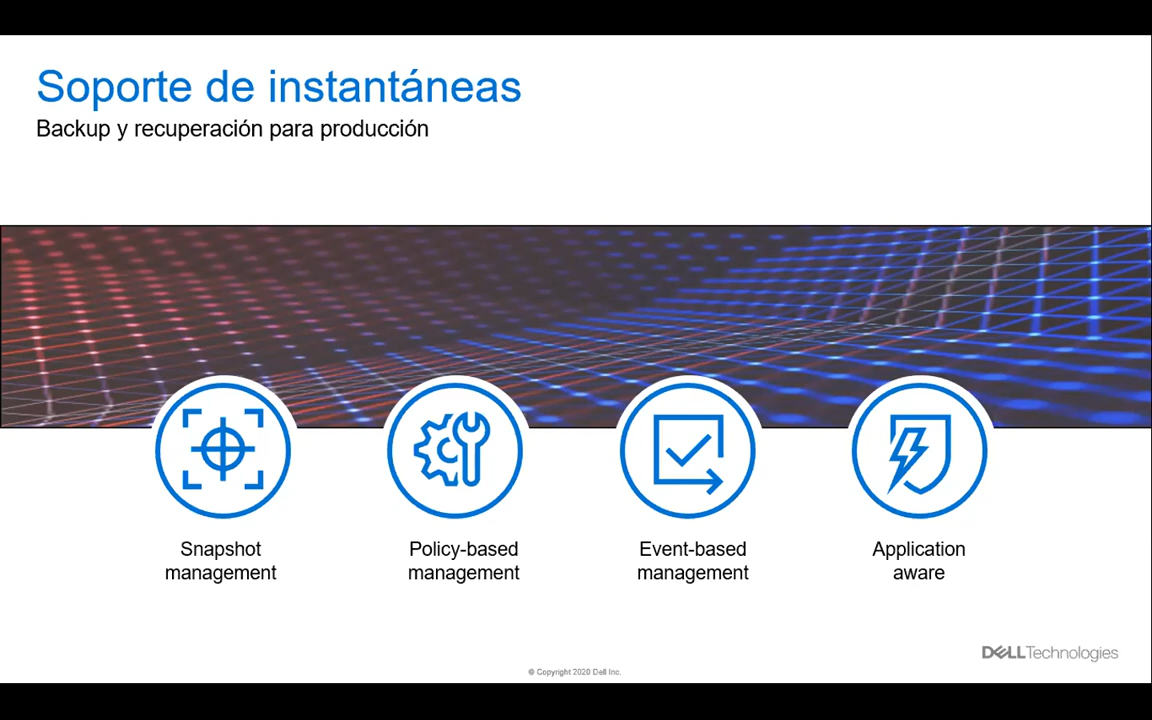 Soporte de instantáneas
Backup y recuperación para producción
Snapshot
management
Policy-based
management
Event-based
management
Application
aware
DELLTechnologies
© Copyright 2020 Dell Inc.